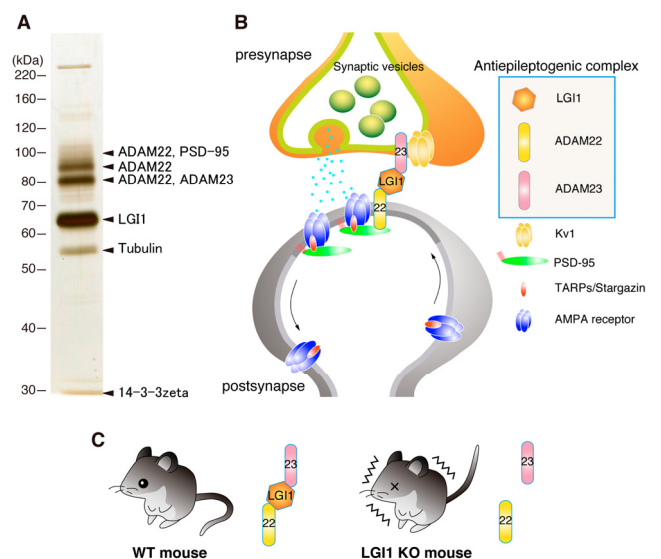 A
(kDa)
220
160
120
100
80
70
60
50
40
30
ADAM22, PSD-95
ADAM22
ADAM22, ADAM23
LGI1
Tubulin
14-3-3zeta
B
presynapse
Synaptic vesicles
23
LGI1
22
postsynapse
Antiepileptogenic complex
LGI1
ADAM22
ADAM23
Kv1
PSD-95
TARPs/Stargazin
AMPA receptor
C
23
LGI1
22
WT mouse
23
22
LGI1 KO mouse